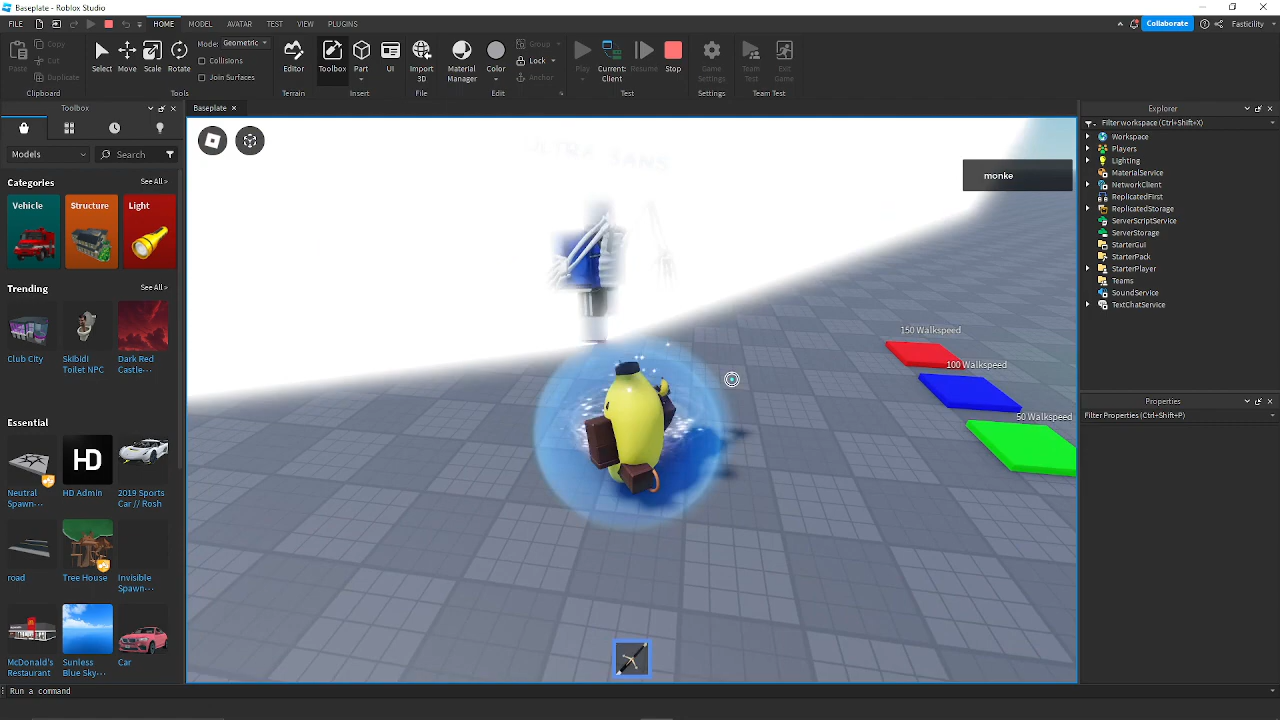 Baseplate - Roblox Studio
FILE
HOME
MODEL
AVATAR
TEST
VIEW
PLUGINS
Collaborate
Fasticility
Paste
Copy
Cut
Duplicate
Clipboard
Select
Move
Scale
Rotate
Mode: Geometric
Collisions
Join Surfaces
Tools
Editor
Terrain
Toolbox
Part
UI
Insert
Import
3D
File
Material
Manager
Color
Group
Lock
Anchor
Edit
Play
Current:
Client
Resume
Stop
Test
Game
Settings
Settings
Team
Test
Exit
Game
Team Test
Toolbox
Models
Search
Categories
See All >
Vehicle
Structure
Light
Trending
See All >
Club City
Skibidi
Toilet NPC
Dark Red
Castle-···
Essential
Neutral
Spawn···
HD
HD Admin
2019 Sports
Car // Rosh
road
Tree House
Invisible
Spawn-··
McDonald's
Restaurant
Sunless
Blue Sky-··
Car
Baseplate
ULTRA SANS
monke
150 Walkspeed
100 Walkspeed
50 Walkspeed
Explorer
Filter workspace (Ctrl+Shift+X)
Workspace
Players
Lighting
MaterialService
NetworkClient
ReplicatedFirst
ReplicatedStorage
ServerScriptService
ServerStorage
StarterGui
StarterPack
StarterPlayer
Teams
SoundService
TextChatService
Properties
Filter Properties (Ctrl+Shift+P)
Run a command